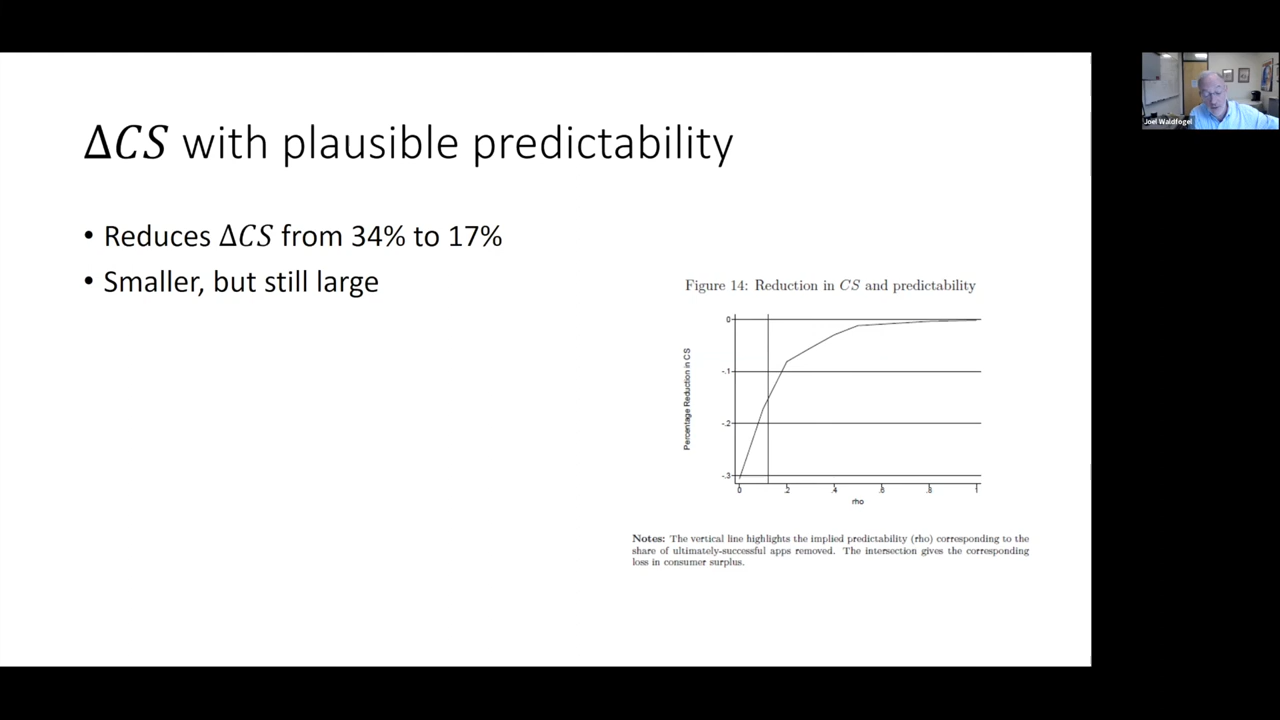 ΔCS with plausible predictability
• Reduces ΔCS from 34% to 17%
• Smaller, but still large
Figure 14: Reduction in CS and predictability
Percentage Reduction in CS
0
-.1
-.2
-.3
0 .2 .4 .6 .8 1
rho
Notes: The vertical line highlights the implied predictability (rho) corresponding to the
share of ultimately-successful apps removed. The intersection gives the corresponding
loss in consumer surplus.
Joel Waldfogel